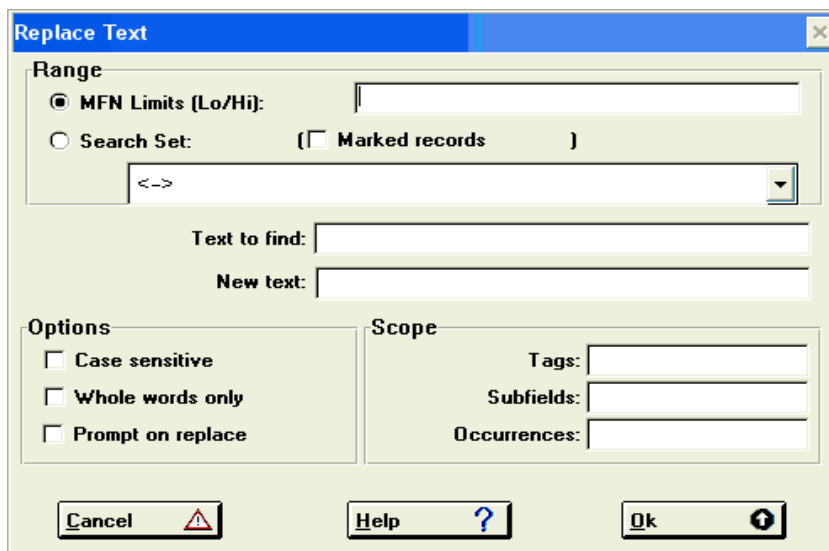 Replace Text
Range
MFN Limits (Lo/Hi):
Search Set: ( Marked records )
<->
Text to find:
New text:
Options
Case sensitive
Whole words only
Prompt on replace
Scope
Tags:
Subfields:
Occurrences:
Cancel
Help ?
Ok